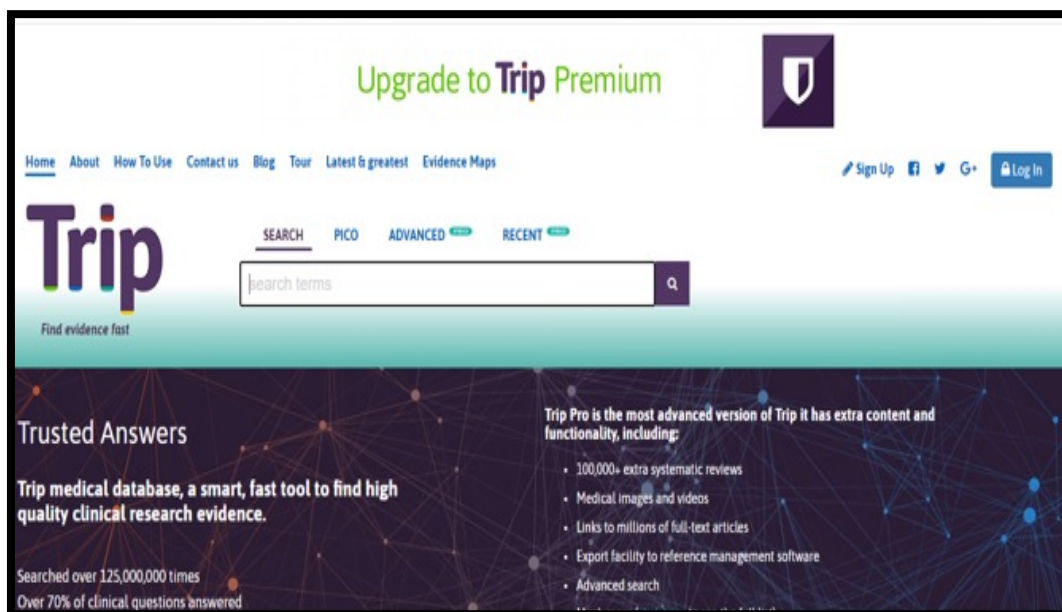 Upgrade to Trip Premium
Home About How To Use Contact us Blog Tour Latest & greatest Evidence Maps
Sign Up G+ Log In
Trip
Find evidence fast
SEARCH PICO ADVANCED PRO RECENT PRO
search terms
Trusted Answers
Trip medical database, a smart, fast tool to find high
quality clinical research evidence.
Searched over 125,000,000 times
Over 70% of clinical questions answered
Trip Pro is the most advanced version of Trip it has extra content and
functionality, including:
• 100,000+ extra systematic reviews
• Medical images and videos
• Links to millions of full-text articles
• Export facility to reference management software
• Advanced search